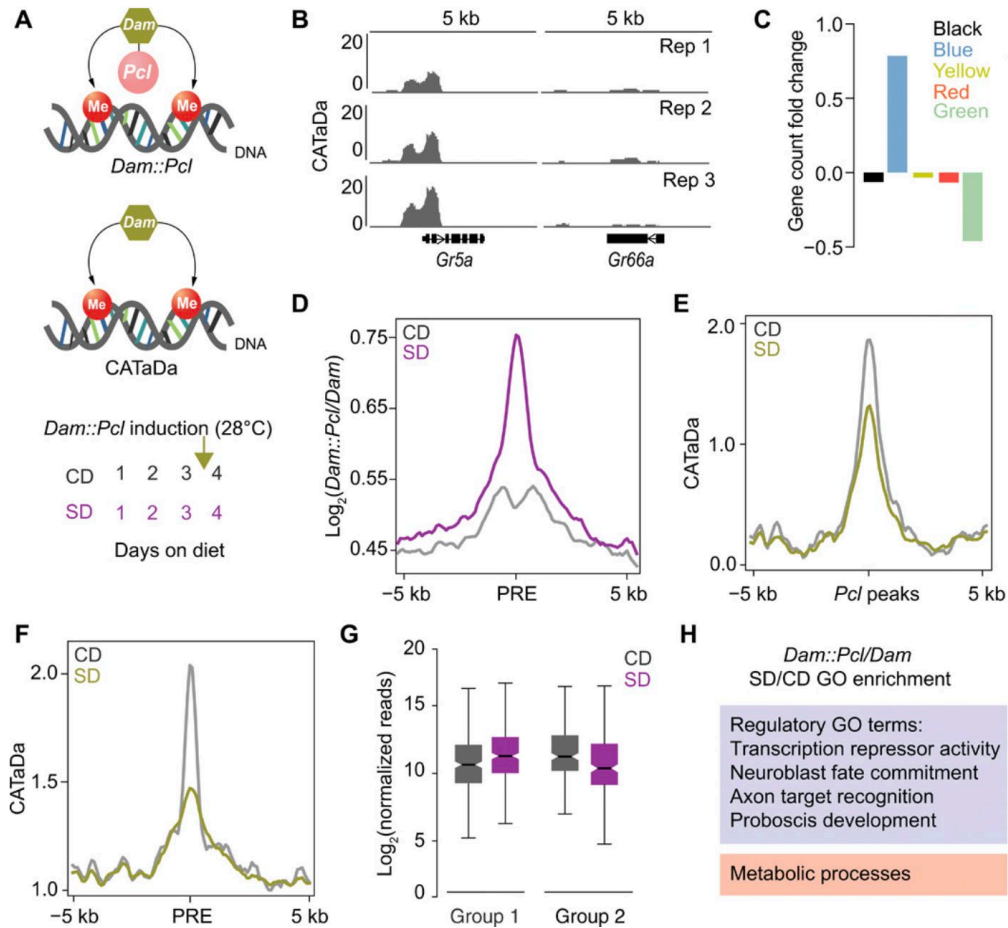 A
Dam
Pcl
Me
Me
DNA
Dam::Pcl
Dam
Me
Me
DNA
CATaDa
Dam::Pcl induction (28°C)
CD 1 2 3 4
SD 1 2 3 4
Days on diet
B
5 kb 5 kb
CATaDa
20
0
Rep 1
20
0
Rep 2
20
0
Rep 3
Gr5a Gr66a
C
Gene count fold change
1.0
0.5
0.0
−0.5
Black
Blue
Yellow
Red
Green
D
CD
SD
Log2(Dam::Pcl/Dam)
0.75
0.65
0.55
0.45
−5 kb PRE 5 kb
E
CD
SD
CATaDa
2.0
1.0
0.0
−5 kb Pcl peaks 5 kb
F
CD
SD
CATaDa
2.0
1.5
1.0
−5 kb PRE 5 kb
G
CD
SD
Log2(normalized reads)
20
15
10
5
0
Group 1 Group 2
H
Dam::Pcl/Dam
SD/CD GO enrichment
Regulatory GO terms:
Transcription repressor activity
Neuroblast fate commitment
Axon target recognition
Proboscis development
Metabolic processes